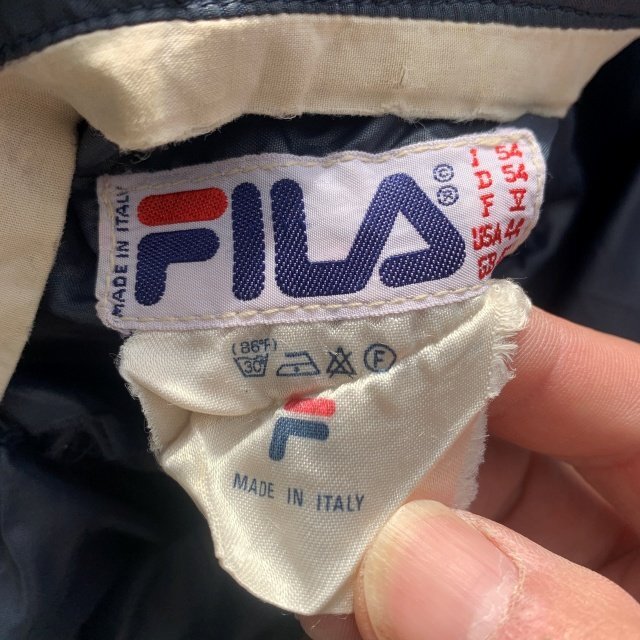 MADE IN ITALY
FILA © ®
I 54
D 54
F V
USA 44
GB
(86°F)
30° F
F
MADE IN ITALY